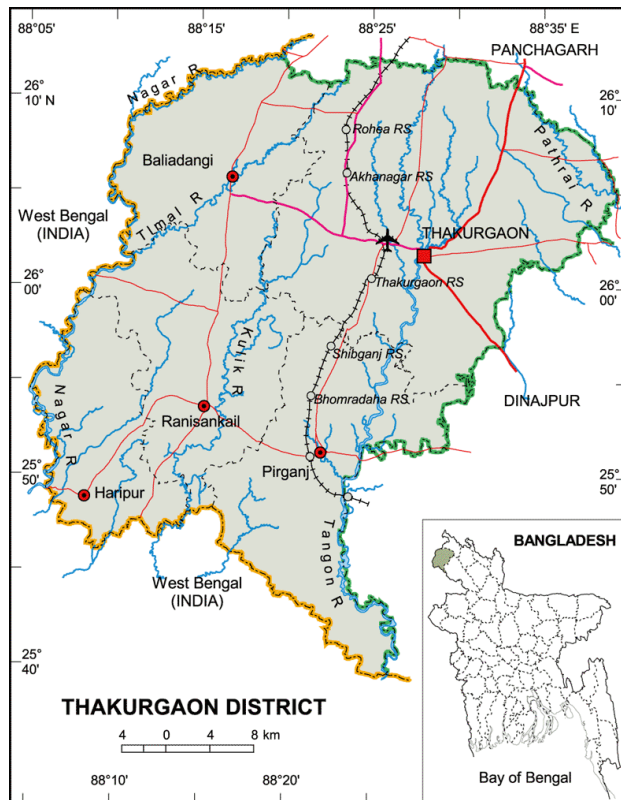 88°05'
88°15'
88°25'
88°35' E
PANCHAGARH
Nagar R
26°
10' N
26°
10'
Rohea RS
Pathrai R
Baliadangi
Akhanagar RS
Tlmal R
West Bengal
(INDIA)
THAKURGAON
26°
00'
Thakurgaon RS
26°
00'
Kulik R
Shibganj RS
Nagar R
Bhomradaha RS
DINAJPUR
Ranisankail
25°
50'
Pirganj
25°
50'
Haripur
Tangon R
BANGLADESH
West Bengal
(INDIA)
25°
40'
THAKURGAON DISTRICT
4 0 4 8 km
Bay of Bengal
88°10'
88°20'